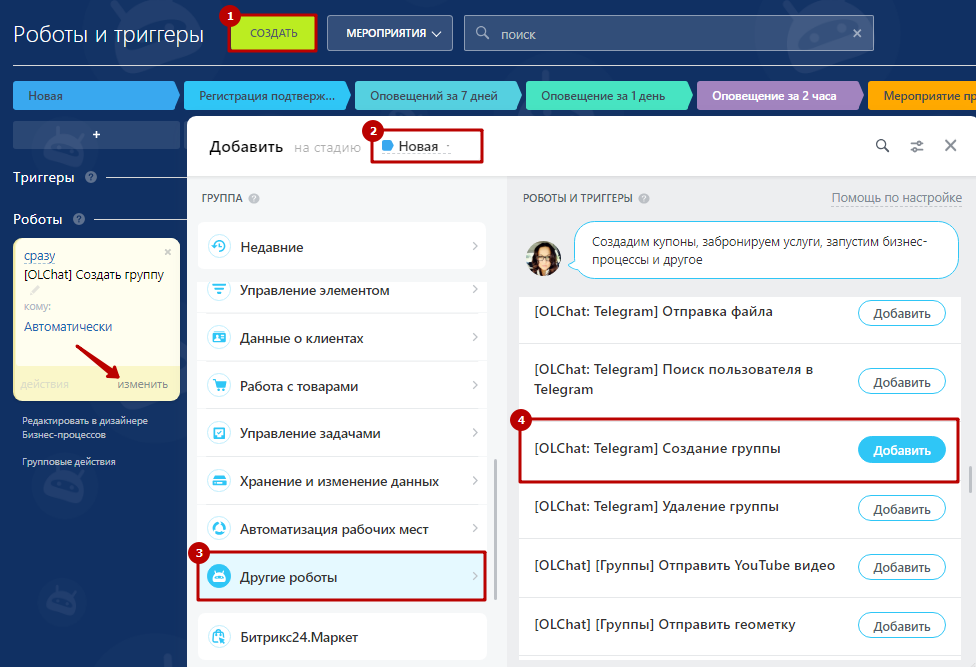 1
Роботы и триггеры
СОЗДАТЬ
МЕРОПРИЯТИЯ
поиск
Новая
Регистрация подтверж...
Оповещений за 7 дней
Оповещение за 1 день
Оповещение за 2 часа
Мероприятие пр
+
Триггеры ?
Роботы ?
сразу
[OLChat] Создать группу
кому:
Автоматически
действия
изменить
Редактировать в дизайнере
Бизнес-процессов
Групповые действия
2
Добавить на стадию Новая
ГРУППА ?
Недавние
Управление элементом
Данные о клиентах
Работа с товарами
Управление задачами
Хранение и изменение данных
Автоматизация рабочих мест
3
Другие роботы
Битрикс24.Маркет
РОБОТЫ И ТРИГГЕРЫ ?
Помощь по настройке
Создадим купоны, забронируем услуги, запустим бизнес-
процессы и другое
[OLChat: Telegram] Отправка файла
Добавить
[OLChat: Telegram] Поиск пользователя в
Telegram
Добавить
4
[OLChat: Telegram] Создание группы
Добавить
[OLChat: Telegram] Удаление группы
Добавить
[OLChat] [Группы] Отправить YouTube видео
Добавить
[OLChat] [Группы] Отправить геометку
Добавить